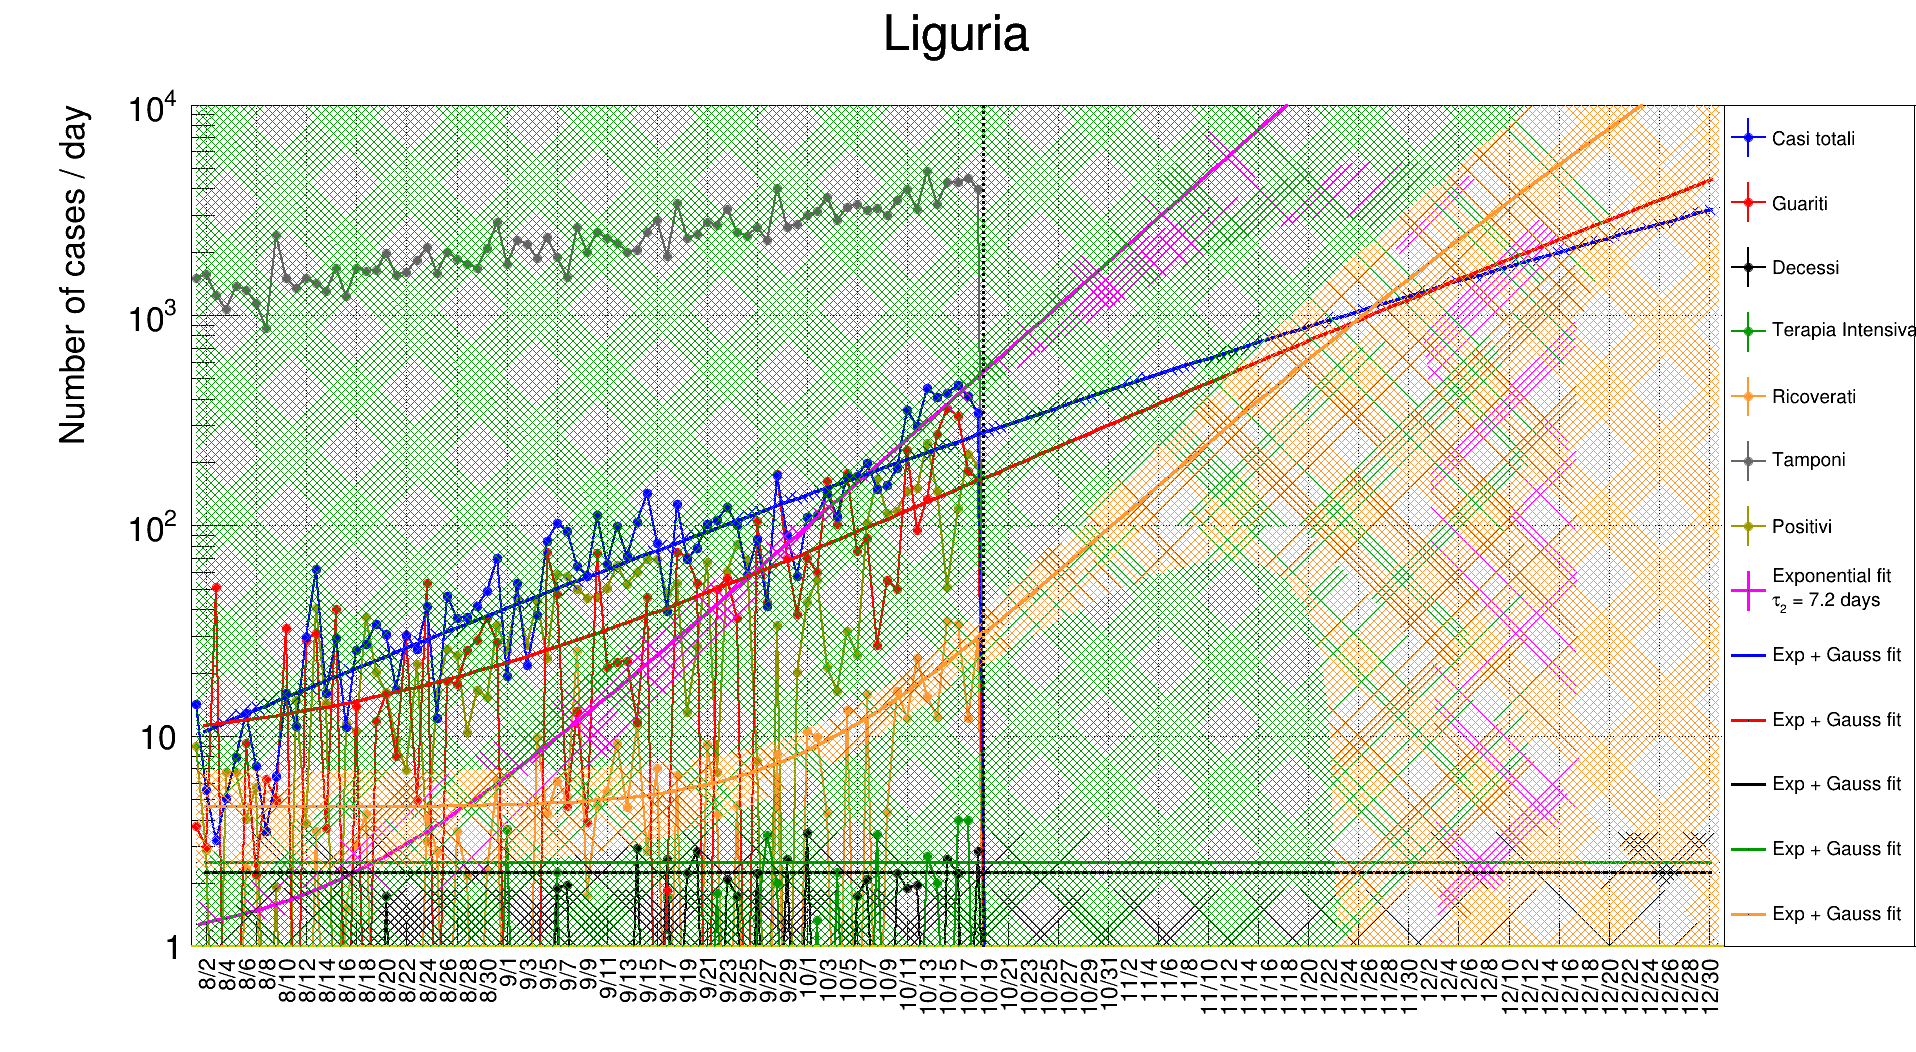 Liguria
Number of cases / day
10^4
10^3
10^2
10
1
8/2 8/4 8/6 8/8 8/10 8/12 8/14 8/16 8/18 8/20 8/22 8/24 8/26 8/28 8/30 9/1 9/3 9/5 9/7 9/9 9/11 9/13 9/15 9/17 9/19 9/21 9/23 9/25 9/27 9/29 10/1 10/3 10/5 10/7 10/9 10/11 10/13 10/15 10/17 10/19 10/21 10/23 10/25 10/27 10/29 10/31 11/2 11/4 11/6 11/8 11/10 11/12 11/14 11/16 11/18 11/20 11/22 11/24 11/26 11/28 11/30 12/2 12/4 12/6 12/8 12/10 12/12 12/14 12/16 12/18 12/20 12/22 12/24 12/26 12/28 12/30
Casi totali
Guariti
Decessi
Terapia Intensiva
Ricoverati
Tamponi
Positivi
Exponential fit
τ₂ = 7.2 days
Exp + Gauss fit
Exp + Gauss fit
Exp + Gauss fit
Exp + Gauss fit
Exp + Gauss fit